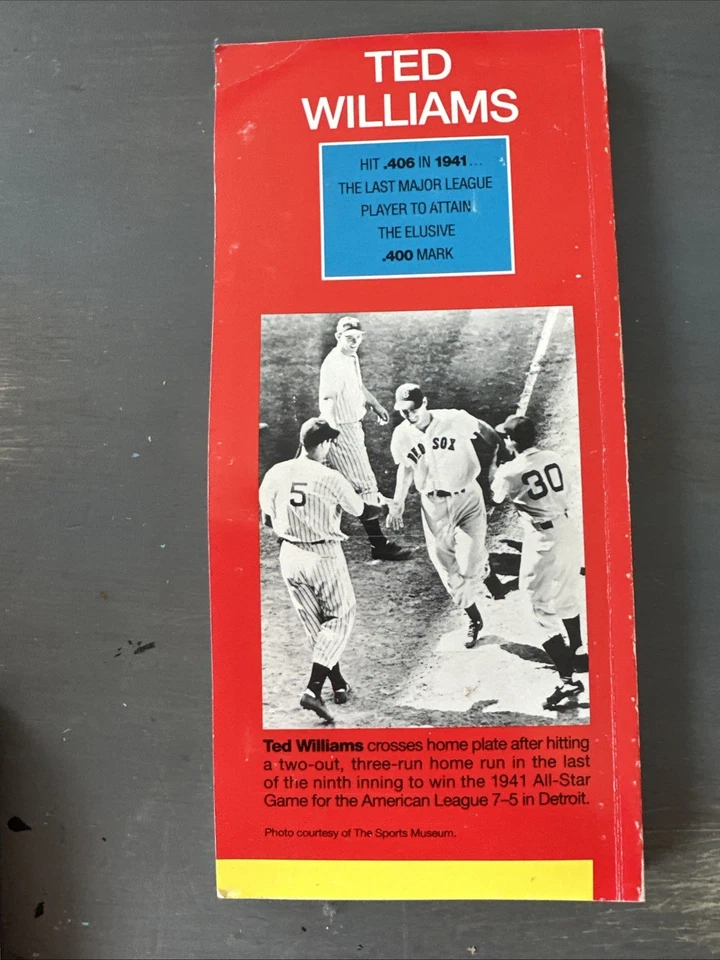 TED
WILLIAMS
HIT .406 IN 1941...
THE LAST MAJOR LEAGUE
PLAYER TO ATTAIN
THE ELUSIVE
.400 MARK
5
RED SOX
30
Ted Williams crosses home plate after hitting
a two-out, three-run home run in the last
of the ninth inning to win the 1941 All-Star
Game for the American League 7–5 in Detroit.
Photo courtesy of The Sports Museum.